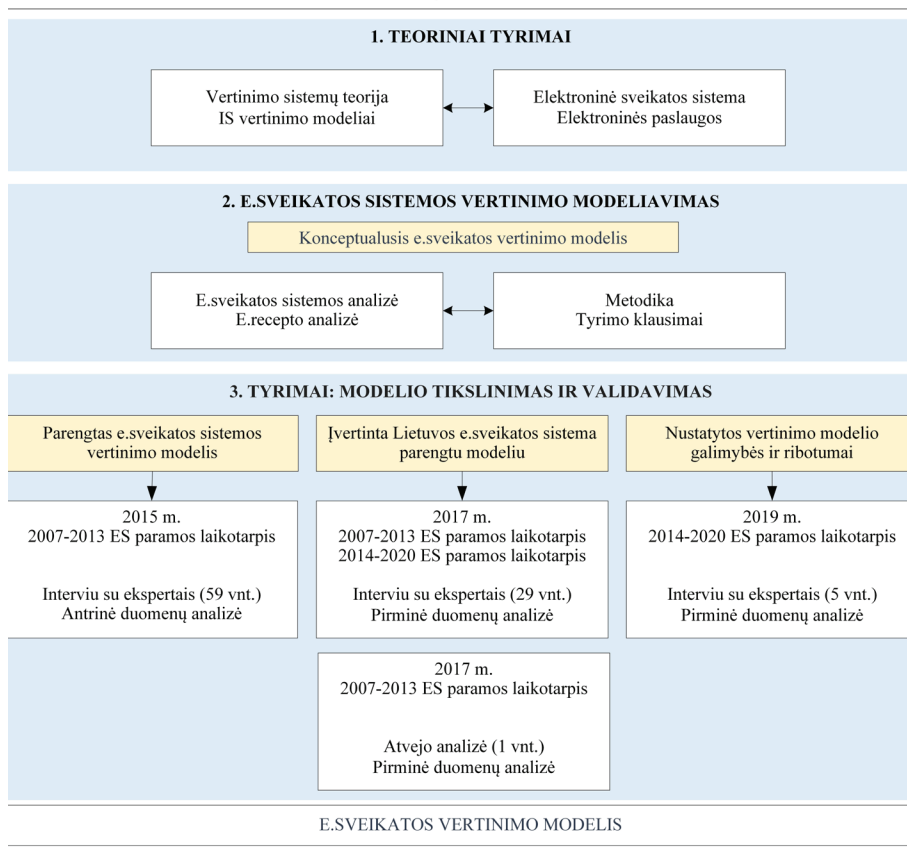 1. TEORINIAI TYRIMAI
Vertinimo sistemų teorija
IS vertinimo modeliai
Elektroninė sveikatos sistema
Elektroninės paslaugos
2. E.SVEIKATOS SISTEMOS VERTINIMO MODELIAVIMAS
Konceptualusis e.sveikatos vertinimo modelis
E.sveikatos sistemos analizė
E.recepto analizė
Metodika
Tyrimo klausimai
3. TYRIMAI: MODELIO TIKSLINIMAS IR VALIDAVIMAS
Parengtas e.sveikatos sistemos
vertinimo modelis
2015 m.
2007-2013 ES paramos laikotarpis
Interviu su ekspertais (59 vnt.)
Antrinė duomenų analizė
Įvertinta Lietuvos e.sveikatos sistema
parengtu modeliu
2017 m.
2007-2013 ES paramos laikotarpis
2014-2020 ES paramos laikotarpis
Interviu su ekspertais (29 vnt.)
Pirminė duomenų analizė
2017 m.
2007-2013 ES paramos laikotarpis
Atvejo analizė (1 vnt.)
Pirminė duomenų analizė
Nustatytos vertinimo modelio
galimybės ir ribotumai
2019 m.
2014-2020 ES paramos laikotarpis
Interviu su ekspertais (5 vnt.)
Pirminė duomenų analizė
E.SVEIKATOS VERTINIMO MODELIS